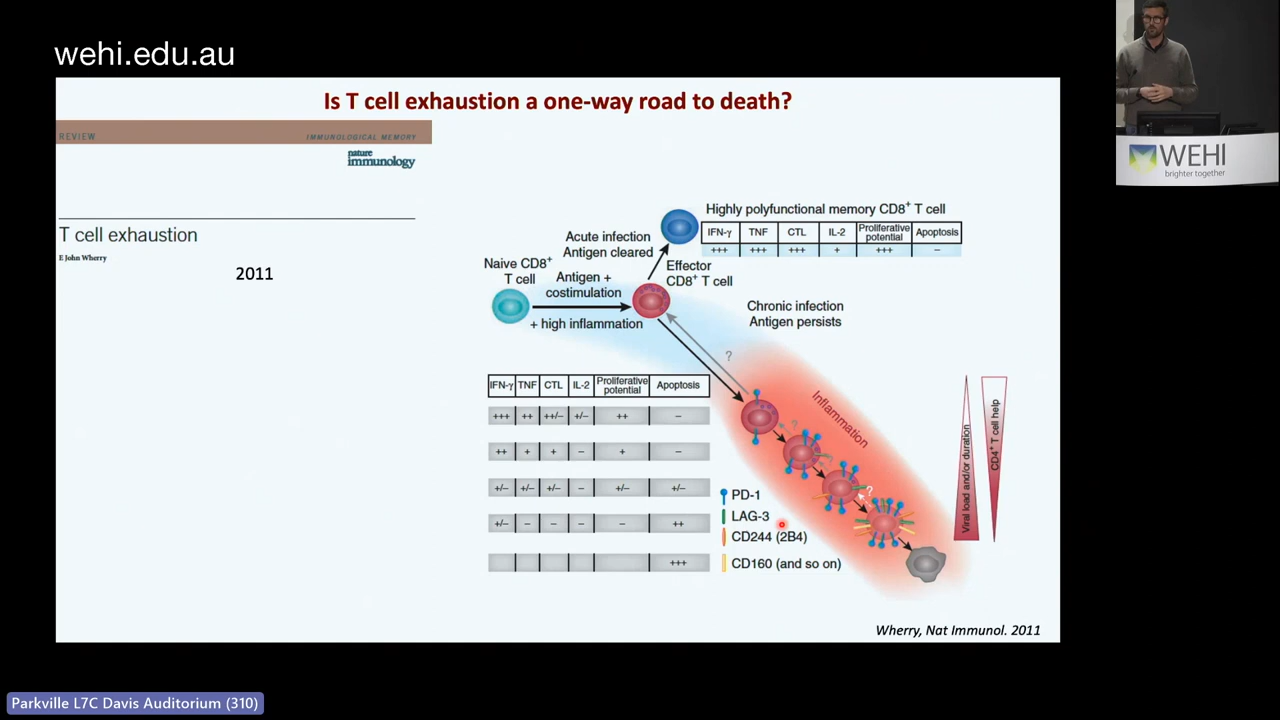 wehi.edu.au
Is T cell exhaustion a one-way road to death?
REVIEW
IMMUNOLOGICAL MEMORY
nature
immunology
T cell exhaustion
E John Wherry
2011
Highly polyfunctional memory CD8+ T cell
IFN-γ TNF CTL IL-2 Proliferative potential Apoptosis
+++ +++ +++ + +++ –
Acute infection
Antigen cleared
Naive CD8+
T cell
Antigen +
costimulation
+ high inflammation
Effector
CD8+ T cell
Chronic infection
Antigen persists
?
IFN-γ TNF CTL IL-2 Proliferative potential Apoptosis
+++ ++ ++/– +/– ++ –
++ + + – + –
+/– +/– +/– – +/– +/–
+/– – – – – ++
+++
Inflammation
?
?
?
PD-1
LAG-3
CD244 (2B4)
CD160 (and so on)
Viral load and/or duration
CD4+ T cell help
Wherry, Nat Immunol. 2011
WEHI
brighter together
Parkville L7C Davis Auditorium (310)